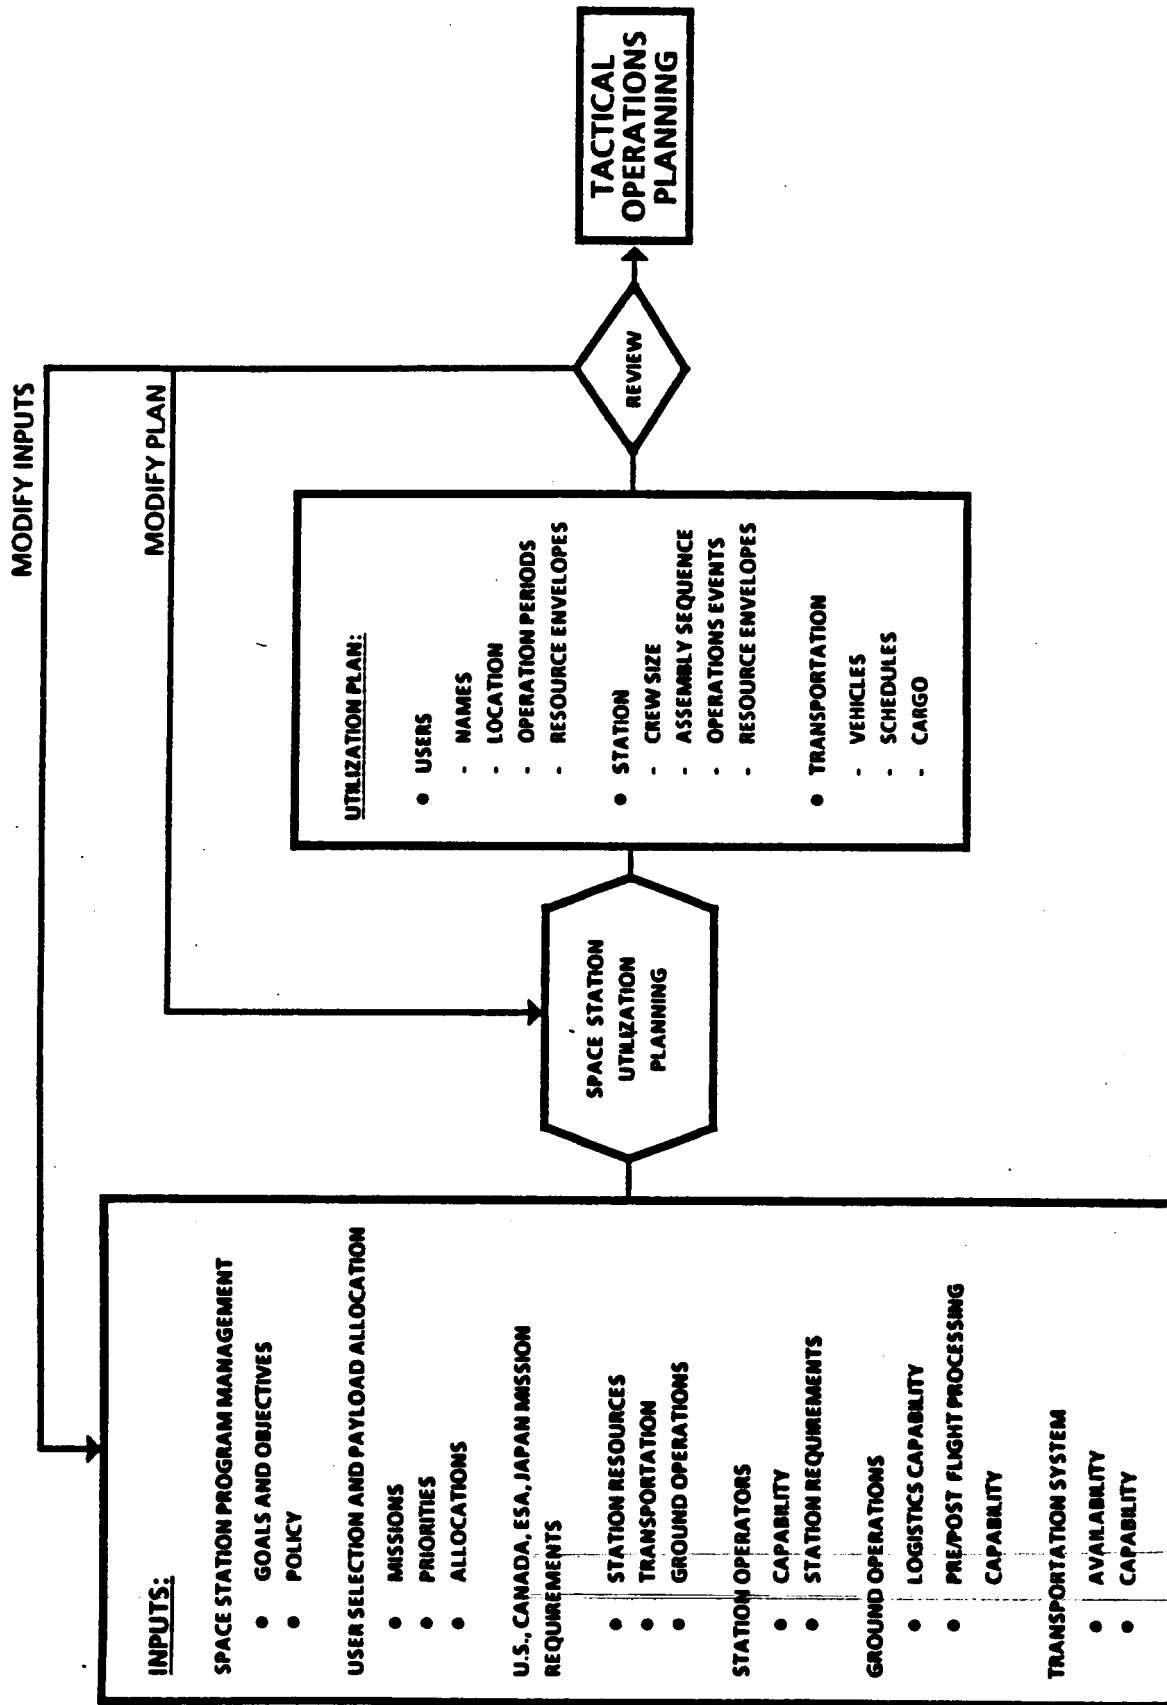 MODIFY INPUTS
MODIFY PLAN
INPUTS:
SPACE STATION PROGRAM MANAGEMENT
● GOALS AND OBJECTIVES
● POLICY
USER SELECTION AND PAYLOAD ALLOCATION
● MISSIONS
● PRIORITIES
● ALLOCATIONS
U.S., CANADA, ESA, JAPAN MISSION
REQUIREMENTS
● STATION RESOURCES
● TRANSPORTATION
● GROUND OPERATIONS
STATION OPERATORS
● CAPABILITY
● STATION REQUIREMENTS
GROUND OPERATIONS
● LOGISTICS CAPABILITY
● PRE/POST FLIGHT PROCESSING
CAPABILITY
TRANSPORTATION SYSTEM
● AVAILABILITY
● CAPABILITY
SPACE STATION
UTILIZATION
PLANNING
UTILIZATION PLAN:
● USERS
- NAMES
- LOCATION
- OPERATION PERIODS
- RESOURCE ENVELOPES
● STATION
- CREW SIZE
- ASSEMBLY SEQUENCE
- OPERATIONS EVENTS
- RESOURCE ENVELOPES
● TRANSPORTATION
- VEHICLES
- SCHEDULES
- CARGO
REVIEW
TACTICAL
OPERATIONS
PLANNING